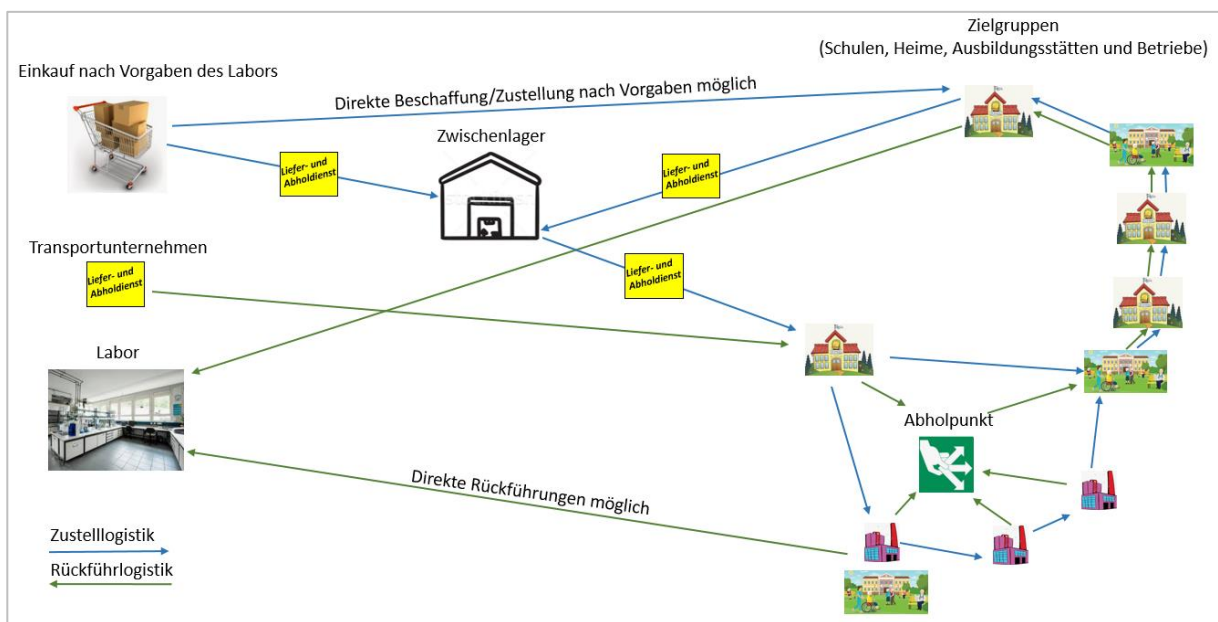 Zielgruppen
(Schulen, Heime, Ausbildungsstätten und Betriebe)
Einkauf nach Vorgaben des Labors
Direkte Beschaffung/Zustellung nach Vorgaben möglich
Zwischenlager
Liefer- und
Abholdienst
Liefer- und
Abholdienst
Transportunternehmen
Liefer- und
Abholdienst
Liefer- und
Abholdienst
Labor
Abholpunkt
Direkte Rückführungen möglich
Zustelllogistik
Rückführlogistik